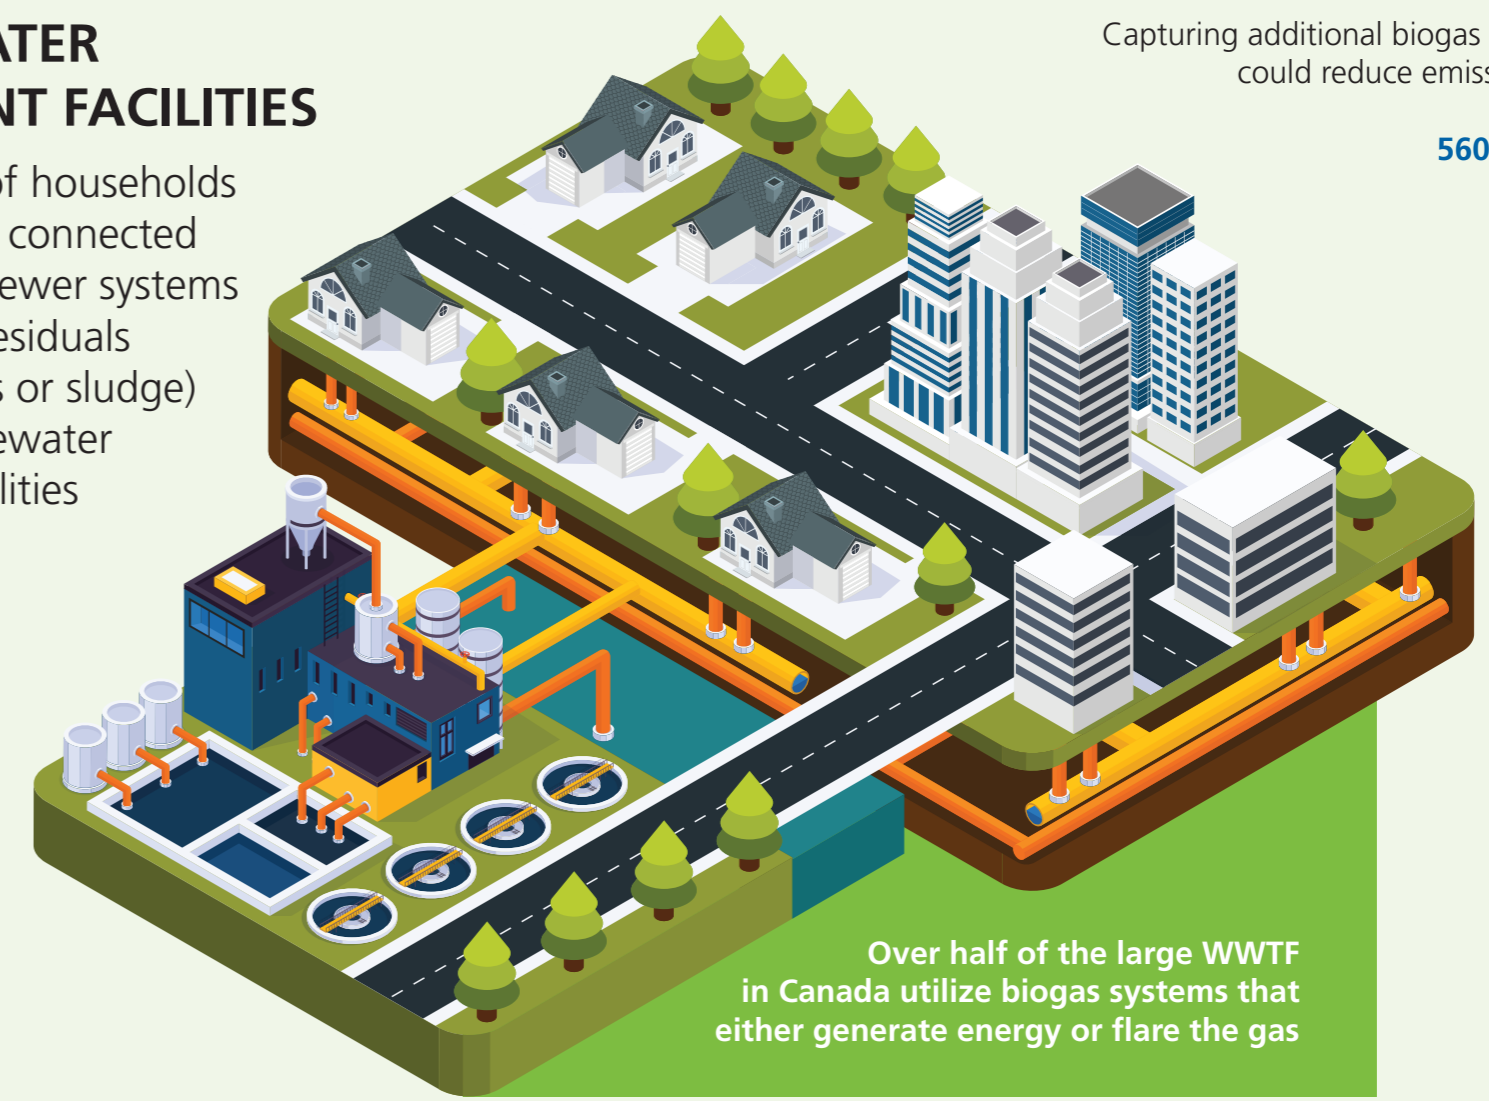 ATER
NT FACILITIES
of households
connected
ewer systems
esiduals
s or sludge)
ewater
lities
Capturing additional biogas
could reduce emiss
560
Over half of the large WWTF
in Canada utilize biogas systems that
either generate energy or flare the gas